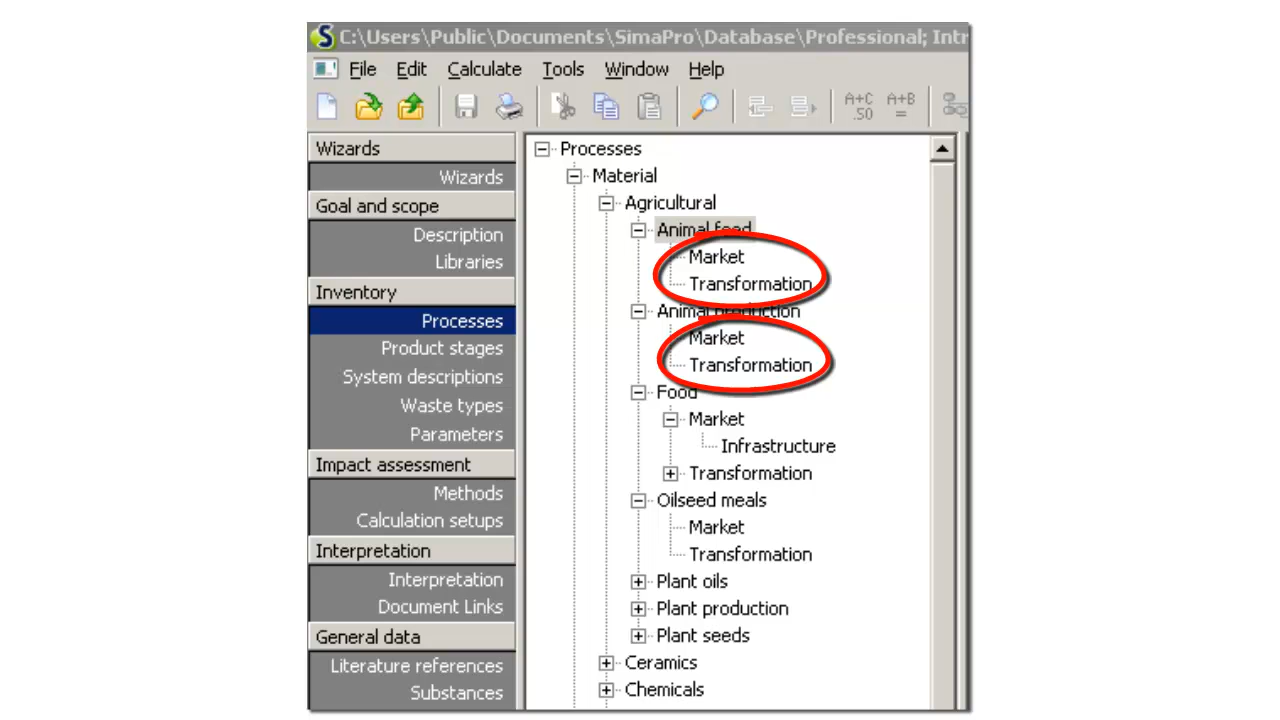 C:\Users\Public\Documents\SimaPro\Database\Professional; Intr
File Edit Calculate Tools Window Help
A+C .50 A+B =
Wizards
Wizards
Goal and scope
Description
Libraries
Inventory
Processes
Product stages
System descriptions
Waste types
Parameters
Impact assessment
Methods
Calculation setups
Interpretation
Interpretation
Document Links
General data
Literature references
Substances
Processes
Material
Agricultural
Animal feed
Market
Transformation
Animal production
Market
Transformation
Food
Market
Infrastructure
Transformation
Oilseed meals
Market
Transformation
Plant oils
Plant production
Plant seeds
Ceramics
Chemicals